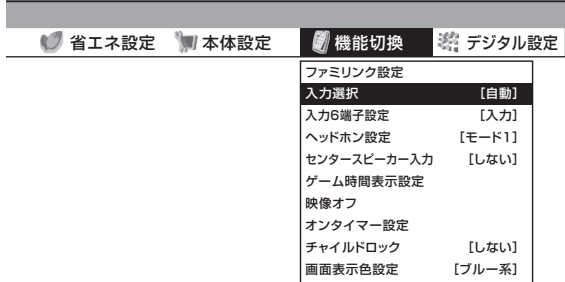 省エネ設定 本体設定 機能切換 デジタル設定
ファミリンク設定
入力選択 [自動]
入力6端子設定 [入力]
ヘッドホン設定 [モード1]
センタースピーカー入力 [しない]
ゲーム時間表示設定
映像オフ
オンタイマー設定
チャイルドロック [しない]
画面表示色設定 [ブルー系]